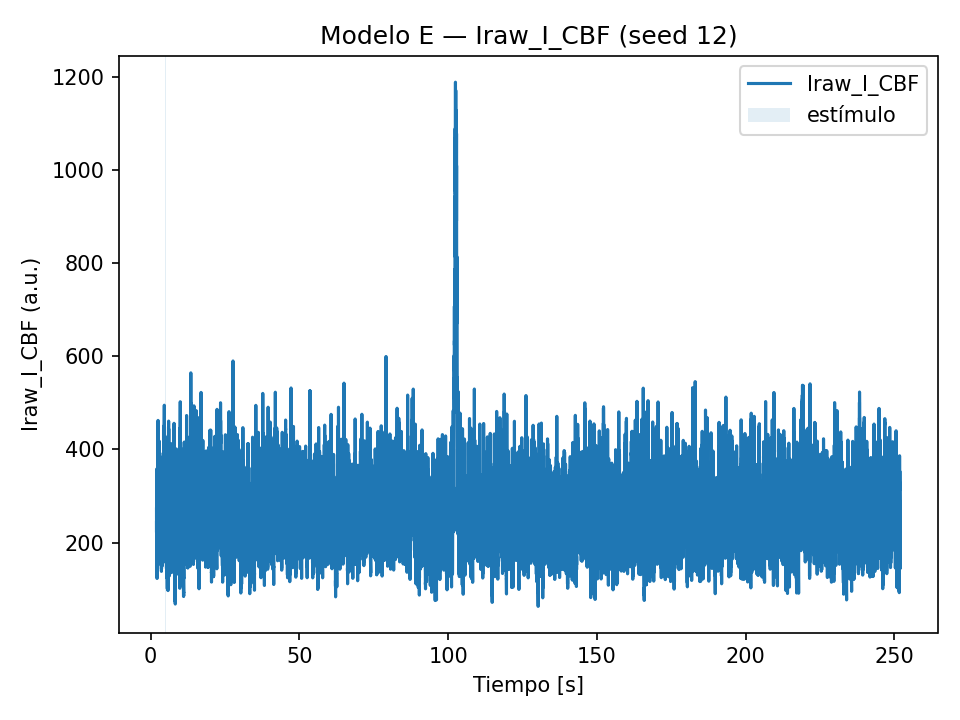 Modelo E — Iraw_I_CBF (seed 12)
Iraw_I_CBF
estímulo
Iraw_I_CBF (a.u.)
1200
1000
800
600
400
200
0 50 100 150 200 250
Tiempo [s]